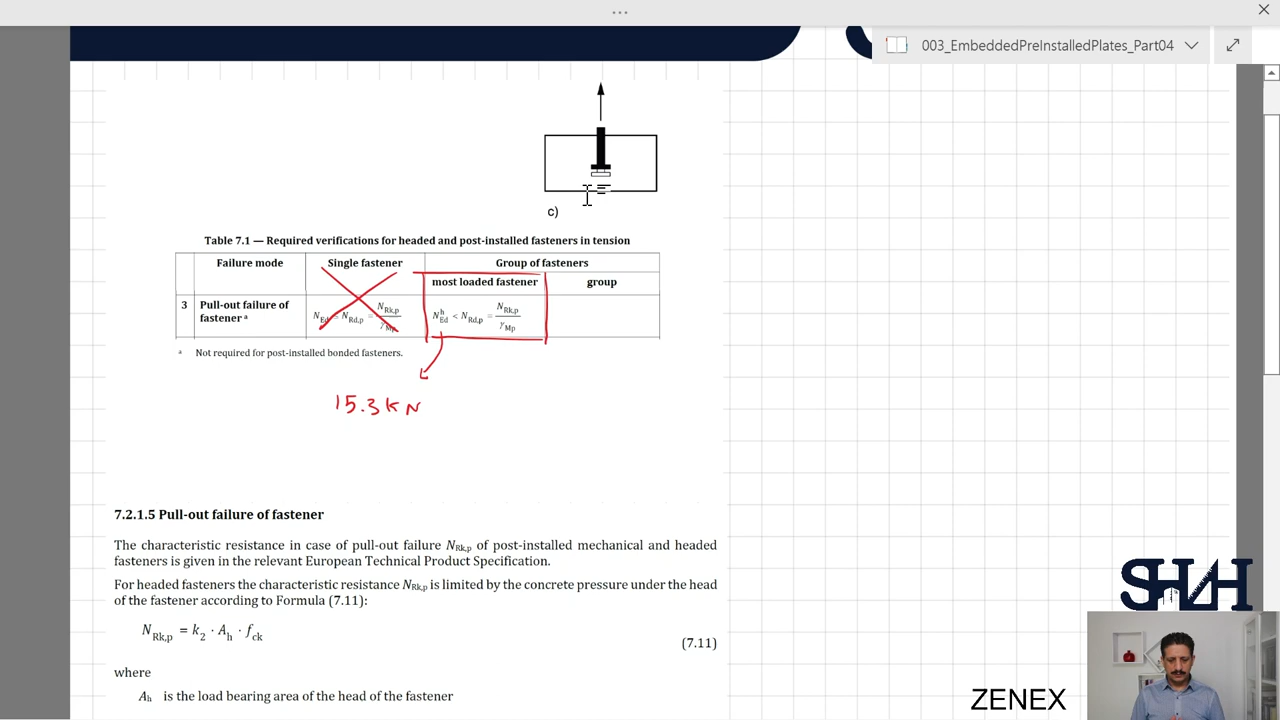 003_EmbeddedPreInstalledPlates_Part04
c)
Table 7.1 — Required verifications for headed and post-installed fasteners in tension
Failure mode Single fastener Group of fasteners
most loaded fastener group
3 Pull-out failure of fastener ᵃ N_Ed ≤ N_Rd,p = N_Rk,p / γ_Mp N^h_Ed < N_Rd,p = N_Rk,p / γ_Mp
ᵃ Not required for post-installed bonded fasteners.
15.3 KN
7.2.1.5 Pull-out failure of fastener
The characteristic resistance in case of pull-out failure N_Rk,p of post-installed mechanical and headed
fasteners is given in the relevant European Technical Product Specification.
For headed fasteners the characteristic resistance N_Rk,p is limited by the concrete pressure under the head
of the fastener according to Formula (7.11):
N_Rk,p = k₂ · A_h · f_ck
(7.11)
where
A_h is the load bearing area of the head of the fastener
SHZH
ZENEX